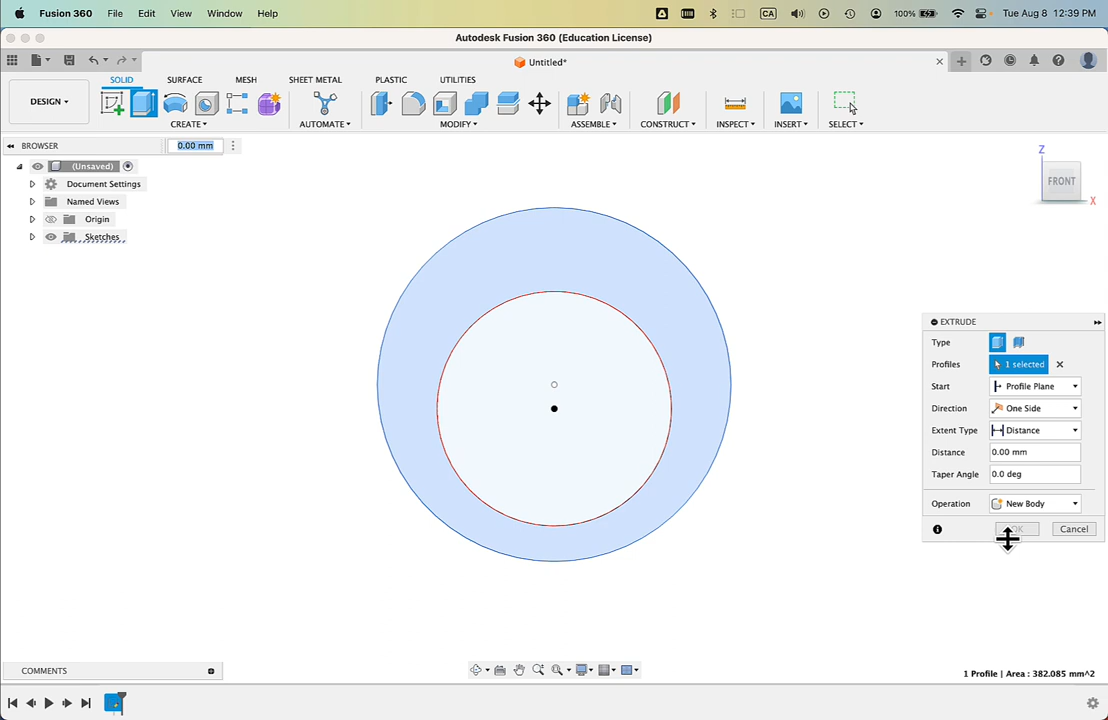 Fusion 360 File Edit View Window Help CA 100% Tue Aug 8 12:39 PM
Autodesk Fusion 360 (Education License)
Untitled*
SOLID SURFACE MESH SHEET METAL PLASTIC UTILITIES
DESIGN
CREATE AUTOMATE MODIFY ASSEMBLE CONSTRUCT INSPECT INSERT SELECT
BROWSER 0.00 mm
(Unsaved)
Document Settings
Named Views
Origin
Sketches
Z
FRONT
X
EXTRUDE
Type
Profiles 1 selected
Start Profile Plane
Direction One Side
Extent Type Distance
Distance 0.00 mm
Taper Angle 0.0 deg
Operation New Body
OK Cancel
COMMENTS
1 Profile | Area : 382.085 mm^2